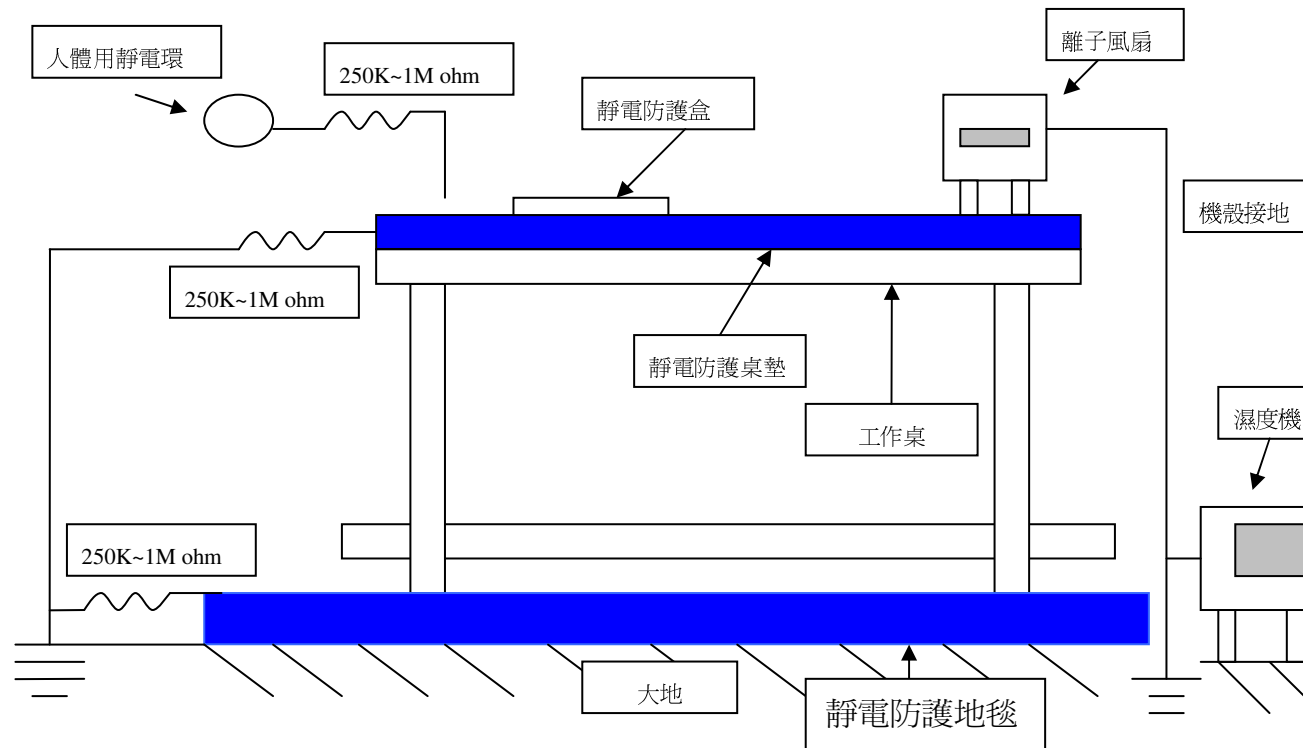 離子風扇
人體用靜電環
250K~1M ohm
靜電防護盒
機殼接地
250K~1M ohm
靜電防護桌墊
工作桌
濕度機
250K~1M ohm
大地
靜電防護地毯